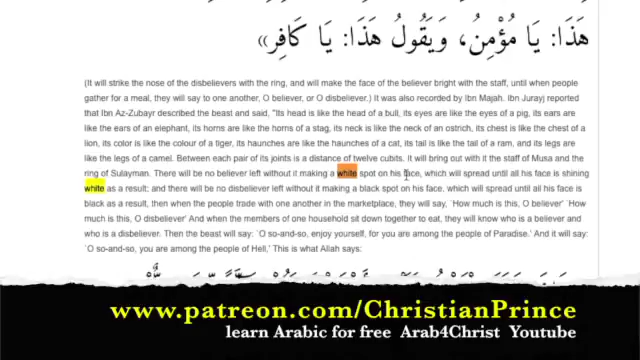 هَذَا: يَا مُؤْمِنُ، وَيَقُولُ هَذَا: يَا كَافِر»
(It will strike the nose of the disbelievers with the ring, and will make the face of the believer bright with the staff, until when people
gather for a meal, they will say to one another, O believer, or O disbeliever.) It was also recorded by Ibn Majah. Ibn Jurayj reported
that Ibn Az-Zubayr described the beast and said, "Its head is like the head of a bull, its eyes are like the eyes of a pig, its ears are
like the ears of an elephant, its horns are like the horns of a stag, its neck is like the neck of an ostrich, its chest is like the chest of a
lion, its color is like the colour of a tiger, its haunches are like the haunches of a cat, its tail is like the tail of a ram, and its legs are
like the legs of a camel. Between each pair of its joints is a distance of twelve cubits. It will bring out with it the staff of Musa and the
ring of Sulayman. There will be no believer left without it making a white spot on his face, which will spread until all his face is shining
white as a result; and there will be no disbeliever left without it making a black spot on his face, which will spread until all his face is
black as a result, then when the people trade with one another in the marketplace, they will say, `How much is this, O believer' `How
much is this, O disbeliever' And when the members of one household sit down together to eat, they will know who is a believer and
who is a disbeliever. Then the beast will say: `O so-and-so, enjoy yourself, for you are among the people of Paradise.' And it will say:
`O so-and-so, you are among the people of Hell,' This is what Allah says:
www.patreon.com/ChristianPrince
learn Arabic for free Arab4Christ Youtube